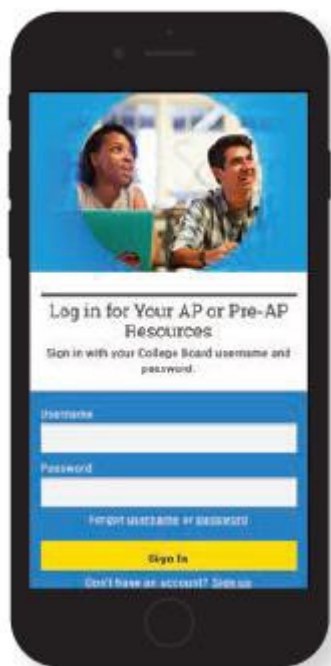 Log in for Your AP or Pre-AP
Resources
Sign in with your College Board username and
password.
Username
Password
Forgot username or password
Sign In
Don't have an account? Sign up